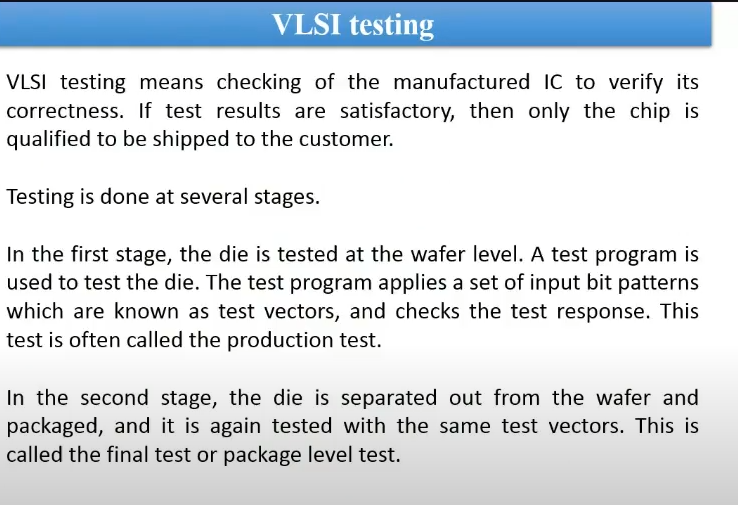 VLSI testing
VLSI testing means checking of the manufactured IC to verify its
correctness. If test results are satisfactory, then only the chip is
qualified to be shipped to the customer.
Testing is done at several stages.
In the first stage, the die is tested at the wafer level. A test program is
used to test the die. The test program applies a set of input bit patterns
which are known as test vectors, and checks the test response. This
test is often called the production test.
In the second stage, the die is separated out from the wafer and
packaged, and it is again tested with the same test vectors. This is
called the final test or package level test.